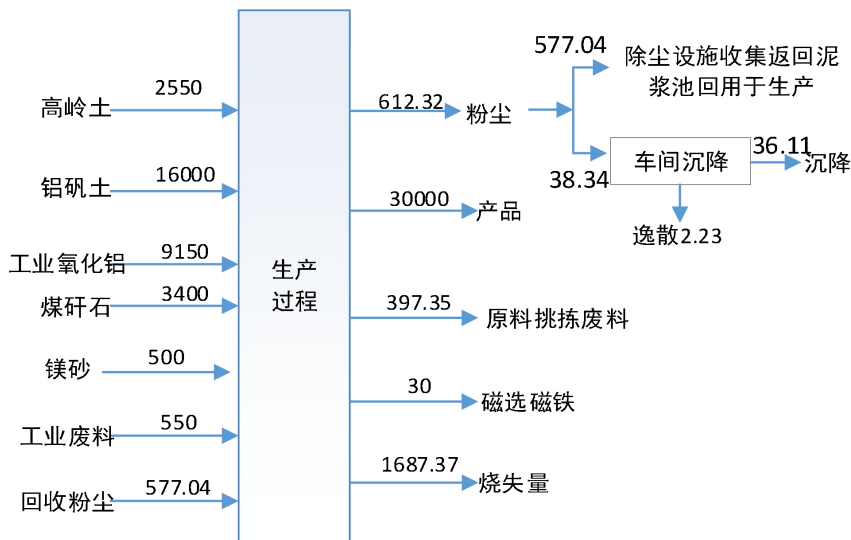 高岭土
2550
铝矾土
16000
工业氧化铝
9150
煤矸石
3400
镁砂
500
工业废料
550
回收粉尘
577.04
生产
过程
612.32
粉尘
577.04
除尘设施收集返回泥
浆池回用于生产
38.34
车间沉降
36.11
沉降
逸散2.23
30000
产品
397.35
原料挑拣废料
30
磁选磁铁
1687.37
烧失量